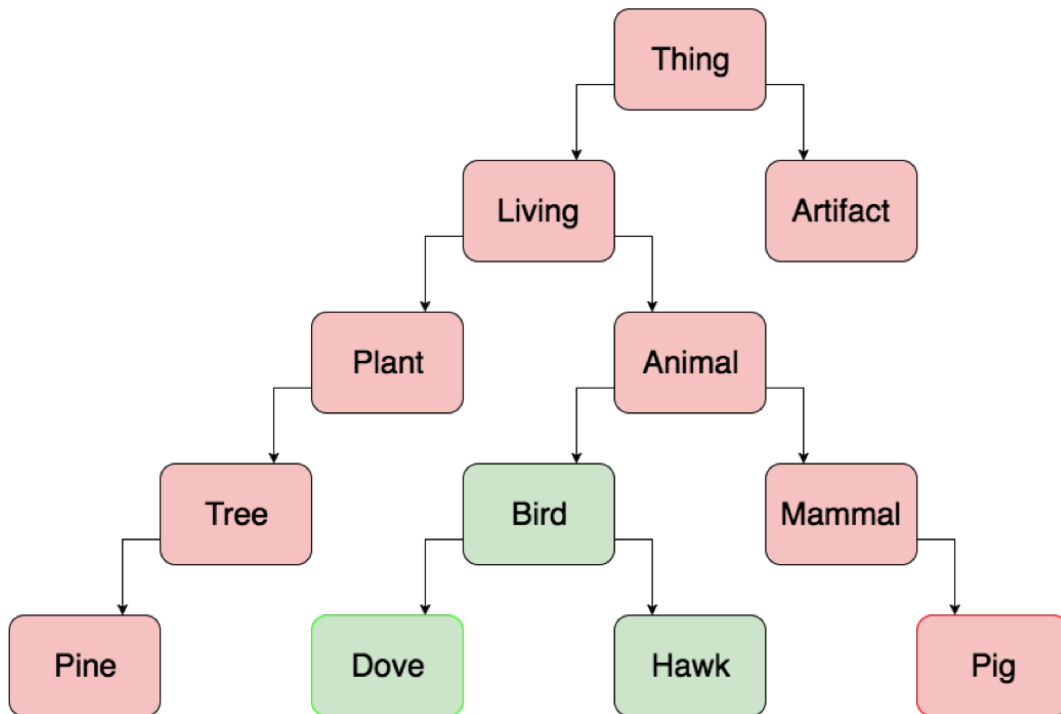 Thing
Living
Artifact
Plant
Animal
Tree
Bird
Mammal
Pine
Dove
Hawk
Pig